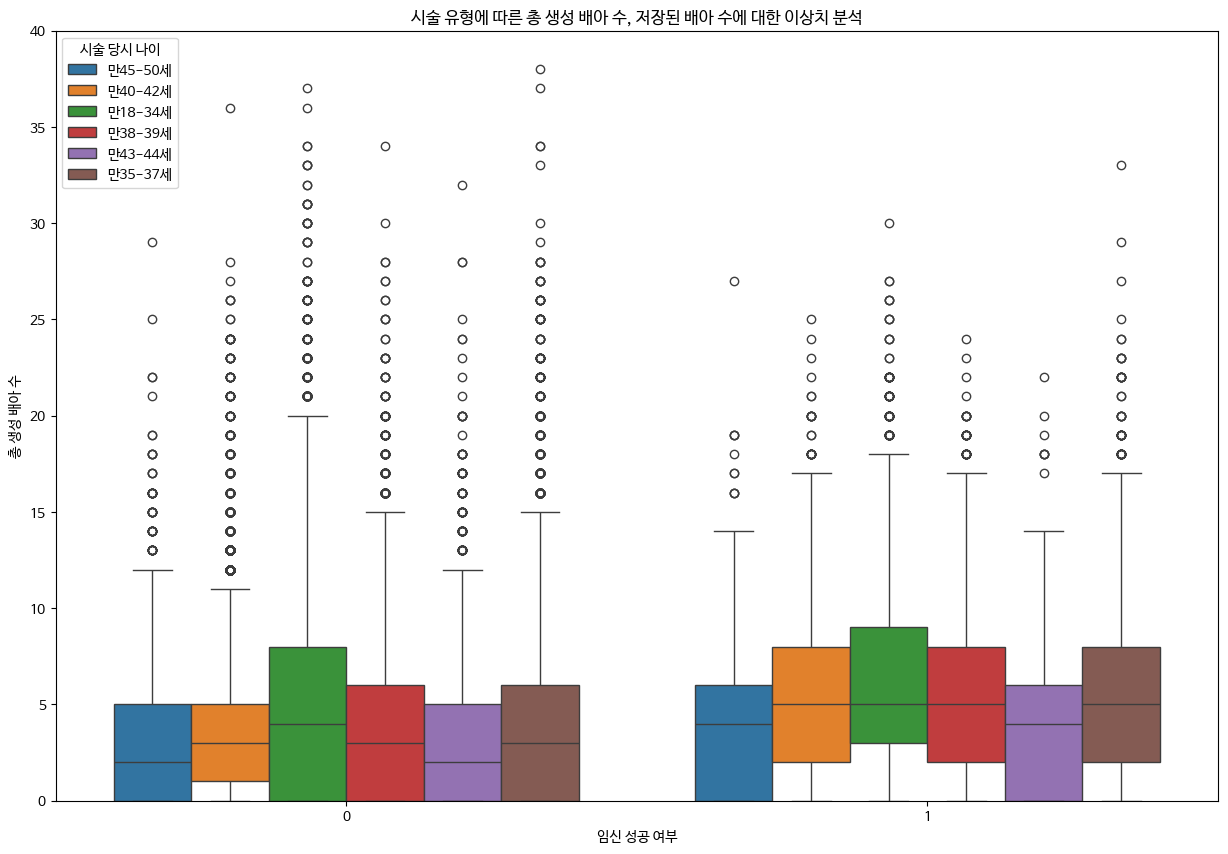 시술 유형에 따른 총 생성 배아 수, 저장된 배아 수에 대한 이상치 분석
시술 당시 나이
만45-50세
만40-42세
만18-34세
만38-39세
만43-44세
만35-37세
총 생성 배아 수
40
35
30
25
20
15
10
5
0
0
1
임신 성공 여부